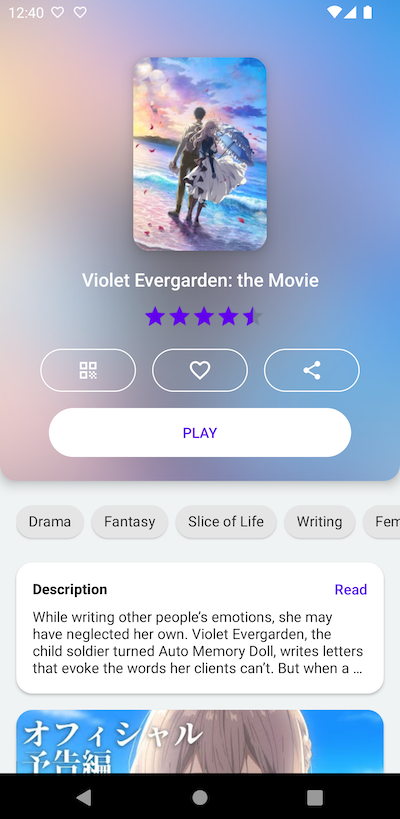 12:40
Violet Evergarden: the Movie
PLAY
Drama Fantasy Slice of Life Writing Fem
Description Read
While writing other people’s emotions, she may
have neglected her own. Violet Evergarden, the
child soldier turned Auto Memory Doll, writes letters
that evoke the words her clients can’t. But when a …
オフィシャル
予告編